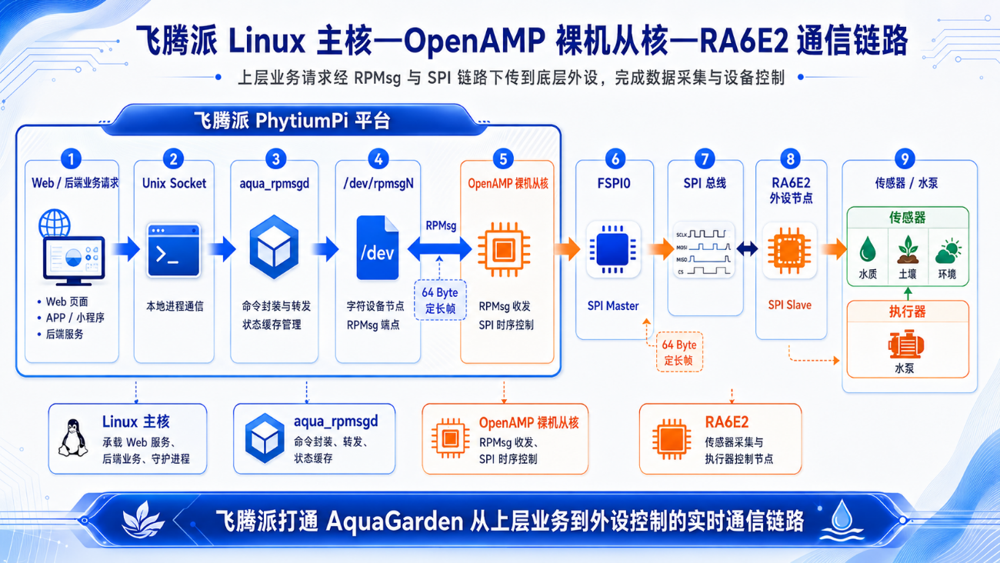 飞腾派 Linux 主核—OpenAMP 裸机从核—RA6E2 通信链路
上层业务请求经 RPMsg 与 SPI 链路下传到底层外设，完成数据采集与设备控制
飞腾派 PhytiumPi 平台
1
Web / 后端业务请求
• Web 页面
• APP / 小程序
• 后端服务
2
Unix Socket
本地进程通信
3
aqua_rpmsgd
命令封装与转发
状态缓存管理
4
/dev/rpmsgN
/dev
字符设备节点
RPMsg 端点
RPMsg
64 Byte
定长帧
5
OpenAMP 裸机从核
RPMsg 收发
SPI 时序控制
6
FSPI0
SPI Master
64 Byte
定长帧
7
SPI 总线
SCLK
MOSI
MISO
CS
8
RA6E2
外设节点
SPI Slave
9
传感器 / 水泵
传感器
水质
土壤
环境
执行器
水泵
Linux 主核
承载 Web 服务、
后端业务、守护进程
aqua_rpmsgd
命令封装、转发、
状态缓存
OpenAMP 裸机从核
RPMsg 收发、
SPI 时序控制
RA6E2
传感器采集与
执行器控制节点
飞腾派打通 AquaGarden 从上层业务到外设控制的实时通信链路